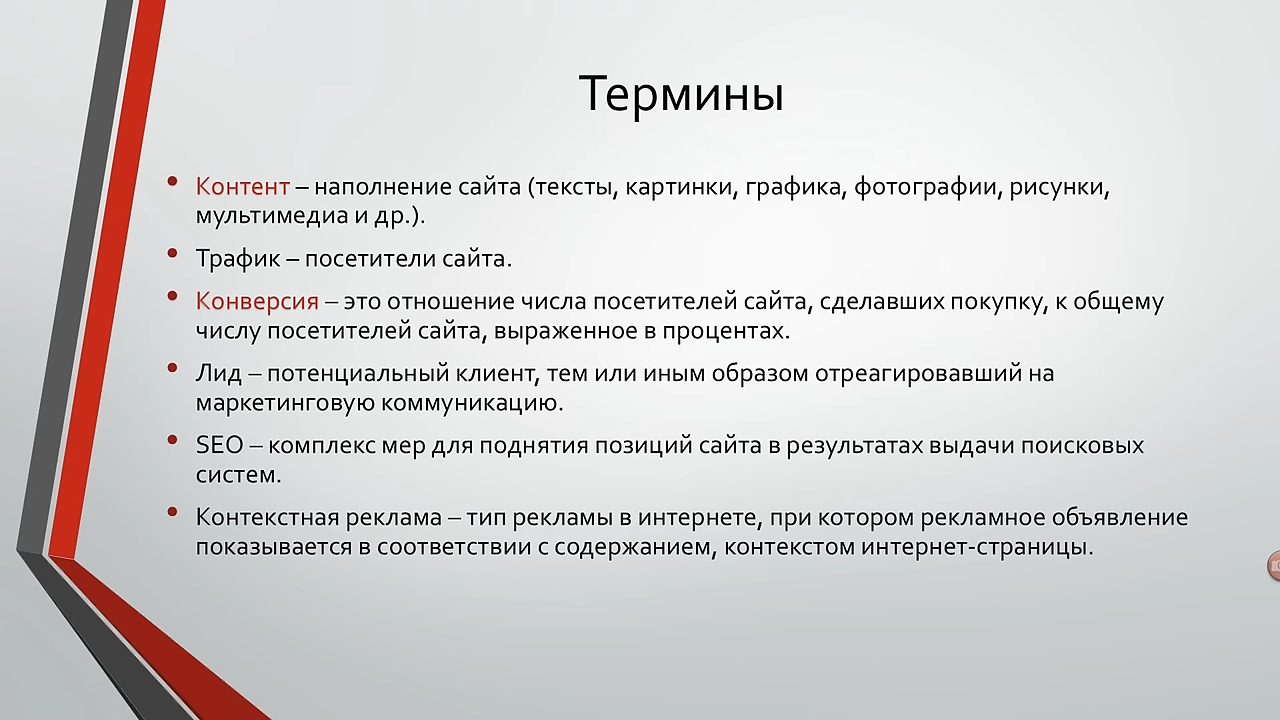 Термины
• Контент – наполнение сайта (тексты, картинки, графика, фотографии, рисунки,
мультимедиа и др.).
• Трафик – посетители сайта.
• Конверсия – это отношение числа посетителей сайта, сделавших покупку, к общему
числу посетителей сайта, выраженное в процентах.
• Лид – потенциальный клиент, тем или иным образом отреагировавший на
маркетинговую коммуникацию.
• SEO – комплекс мер для поднятия позиций сайта в результатах выдачи поисковых
систем.
• Контекстная реклама – тип рекламы в интернете, при котором рекламное объявление
показывается в соответствии с содержанием, контекстом интернет-страницы.